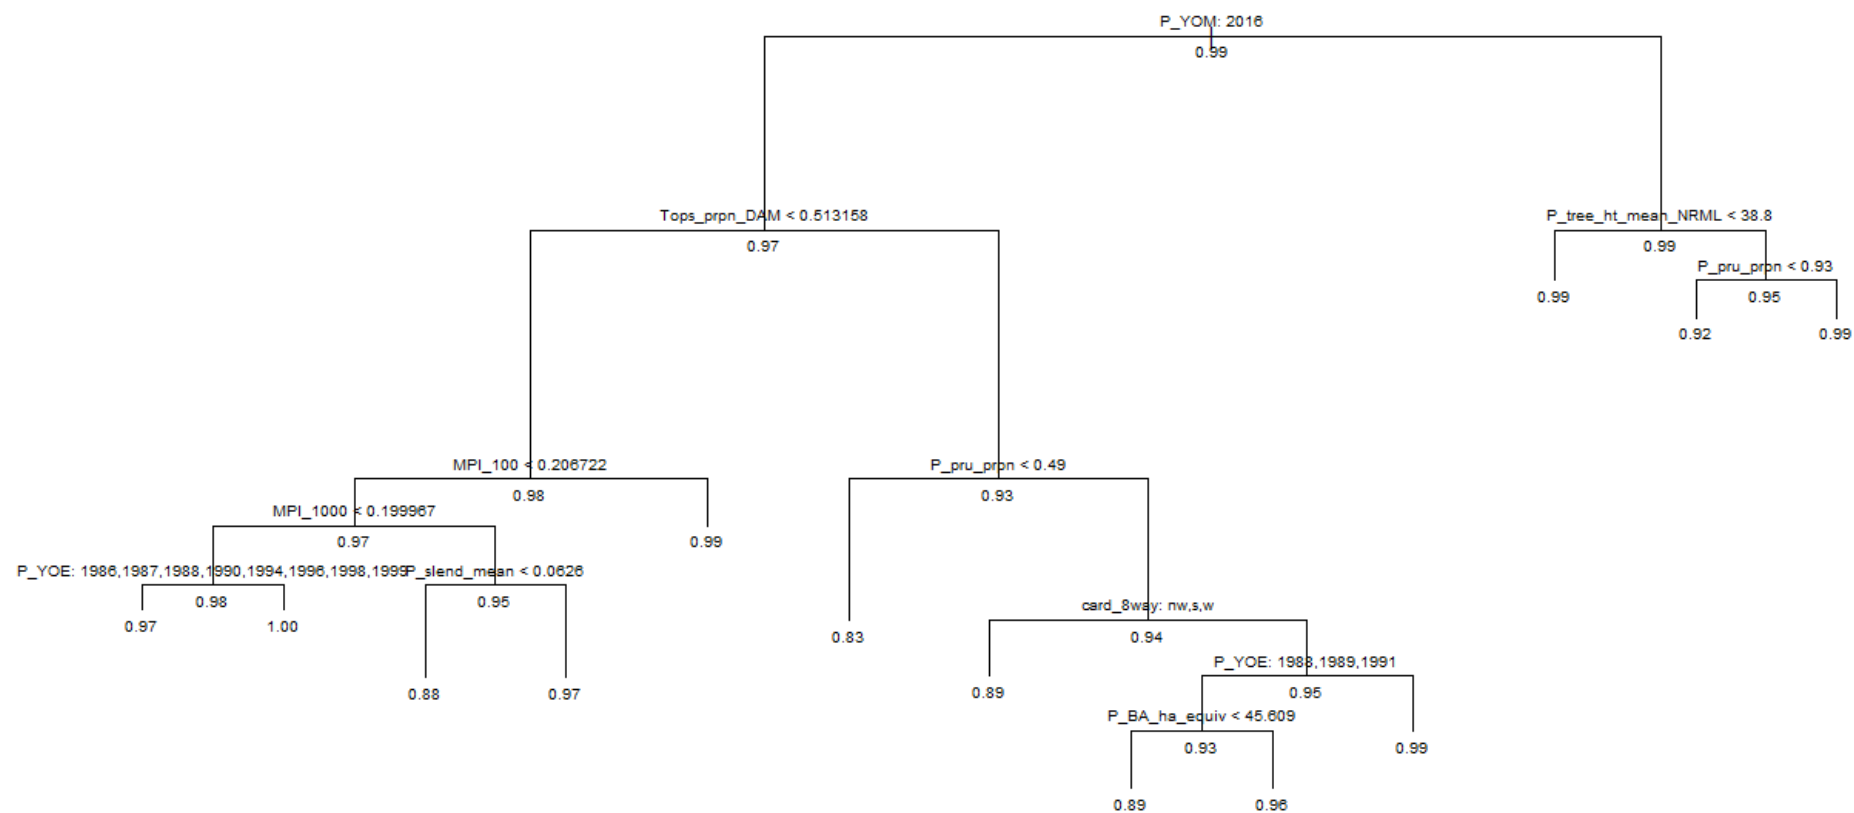 P_YOM: 2016
0.99
Tops_prpn_DAM < 0.513158
P_tree_ht_mean_NRML < 38.8
0.97
0.99
P_pru_prpn < 0.93
0.99
0.95
0.92
0.99
MPI_100 < 0.206722
P_pru_prpn < 0.49
0.98
0.93
MPI_1000 < 0.199967
0.97
0.99
P_YOE: 1986,1987,1988,1990,1994,1996,1998,1999
P_slend_mean < 0.0626
0.98
0.95
0.97
1.00
card_8way: nw,s,w
0.83
0.94
P_YOE: 1988,1989,1991
0.88
0.97
0.89
0.95
P_BA_ha_equiv < 45.609
0.93
0.99
0.89
0.96